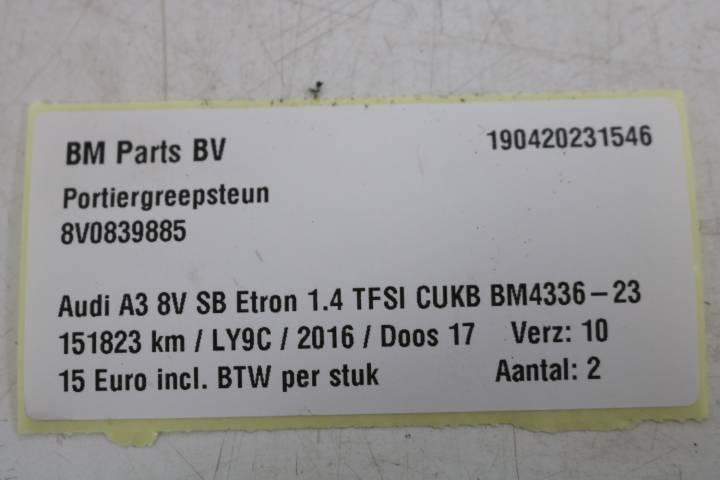 BM Parts BV 190420231546
Portiergreepsteun
8V0839885
Audi A3 8V SB Etron 1.4 TFSI CUKB BM4336-23
151823 km / LY9C / 2016 / Doos 17 Verz: 10
15 Euro incl. BTW per stuk Aantal: 2